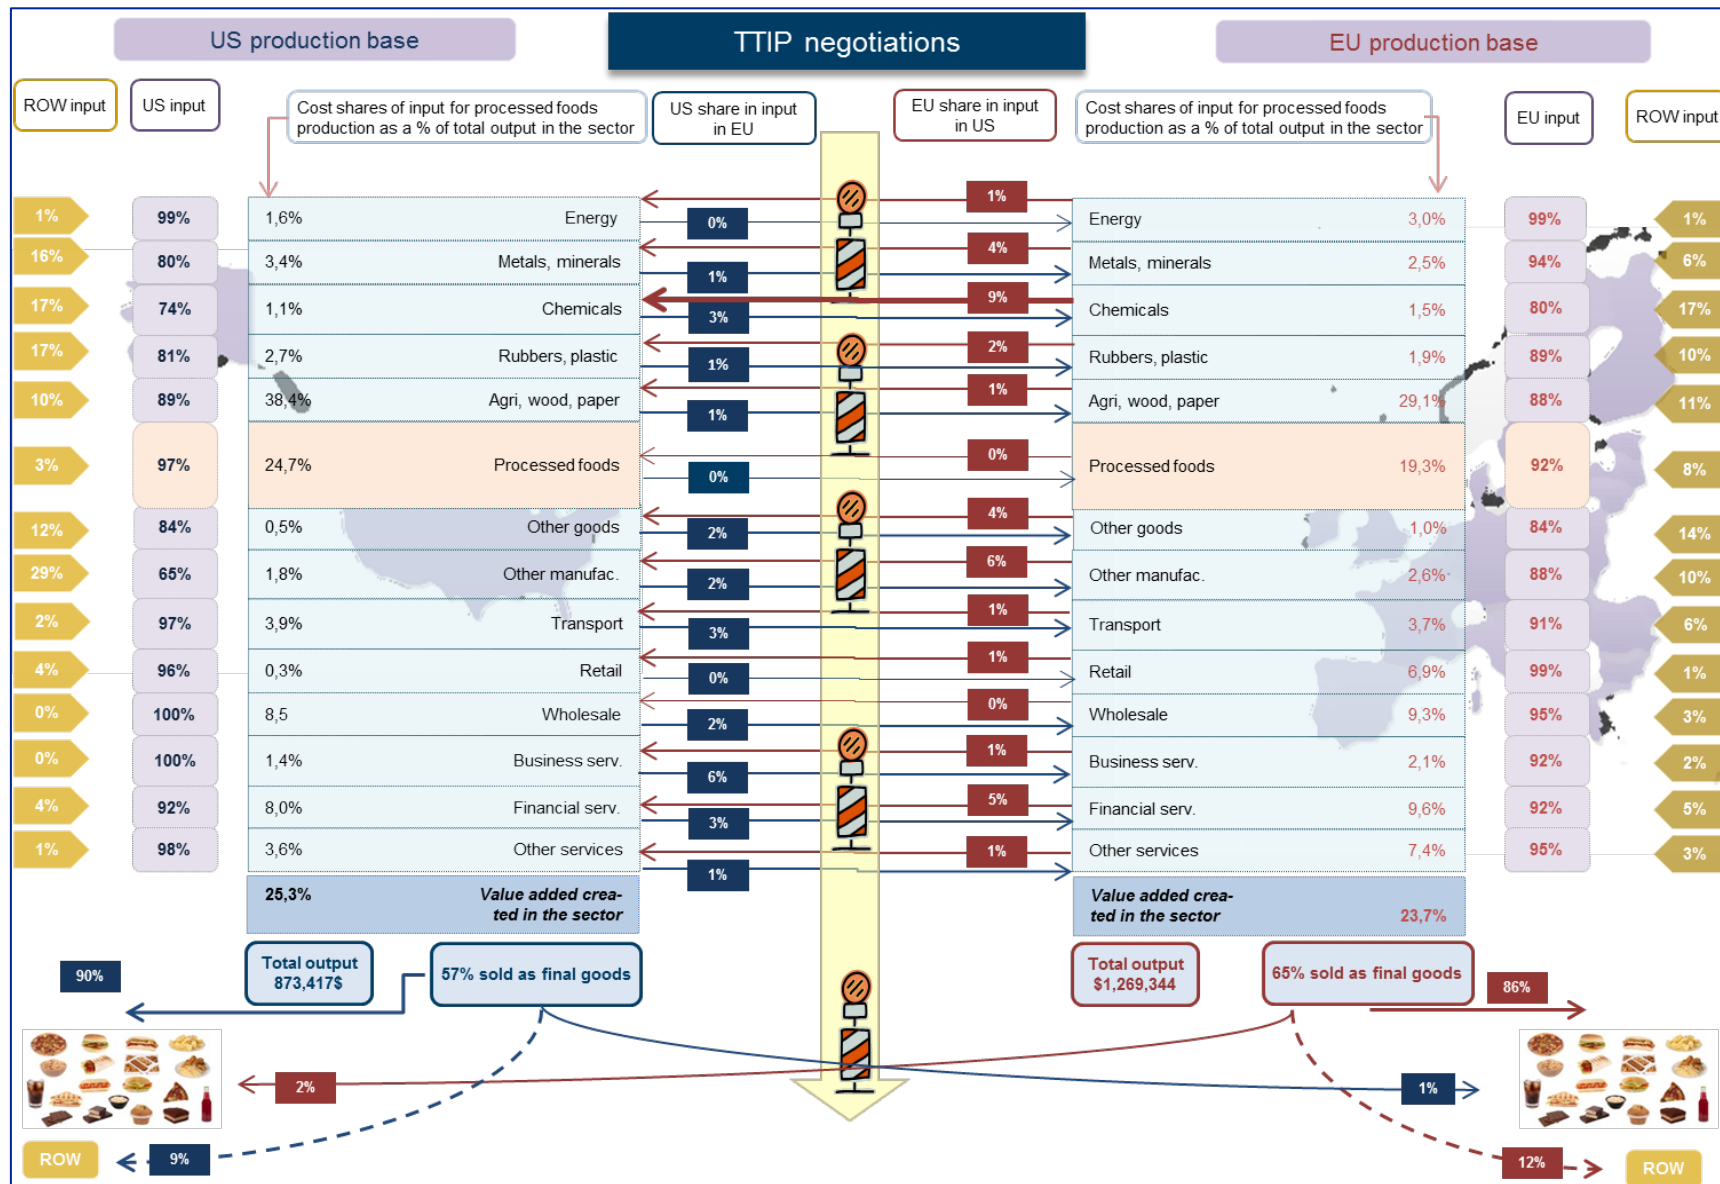 US production base
TTIP negotiations
EU production base
ROW input
US input
Cost shares of input for processed foods
production as a % of total output in the sector
US share in input
in EU
EU share in input
in US
Cost shares of input for processed foods
production as a % of total output in the sector
EU input
ROW input
1% 99% 1,6% Energy 0% 1% Energy 3,0% 99% 1%
16% 80% 3,4% Metals, minerals 1% 4% Metals, minerals 2,5% 94% 6%
17% 74% 1,1% Chemicals 3% 9% Chemicals 1,5% 80% 17%
17% 81% 2,7% Rubbers, plastic 1% 2% Rubbers, plastic 1,9% 89% 10%
10% 89% 38,4% Agri, wood, paper 1% 1% Agri, wood, paper 29,1% 88% 11%
3% 97% 24,7% Processed foods 0% 0% Processed foods 19,3% 92% 8%
12% 84% 0,5% Other goods 2% 4% Other goods 1,0% 84% 14%
29% 65% 1,8% Other manufac. 2% 6% Other manufac. 2,6% 88% 10%
2% 97% 3,9% Transport 3% 1% Transport 3,7% 91% 6%
4% 96% 0,3% Retail 0% 1% Retail 6,9% 99% 1%
0% 100% 8,5 Wholesale 2% 0% Wholesale 9,3% 95% 3%
0% 100% 1,4% Business serv. 6% 1% Business serv. 2,1% 92% 2%
4% 92% 8,0% Financial serv. 3% 5% Financial serv. 9,6% 92% 5%
1% 98% 3,6% Other services 1% 1% Other services 7,4% 95% 3%
25,3% Value added crea-
ted in the sector
Value added crea-
ted in the sector 23,7%
90%
Total output
873,417$
57% sold as final goods
Total output
$1,269,344
65% sold as final goods
86%
2%
1%
ROW
9%
12%
ROW